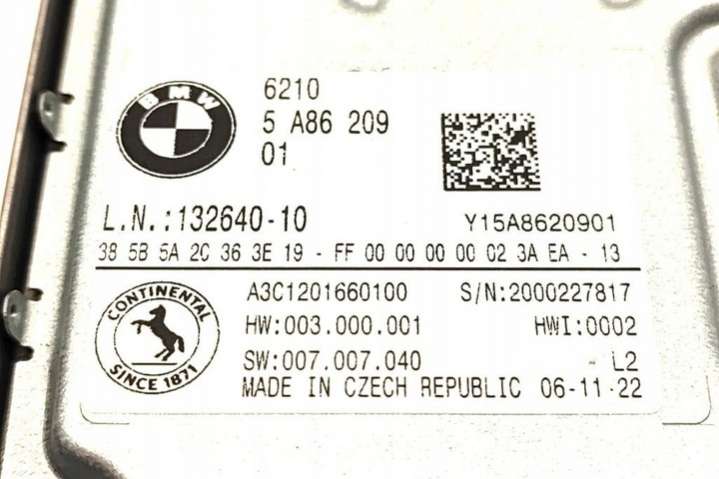 BMW
6210
5 A86 209
01
L.N.:132640-10
Y15A8620901
38 5B 5A 2C 36 3E 19 - FF 00 00 00 00 02 3A EA - 13
CONTINENTAL
SINCE 1871
A3C1201660100 S/N:2000227817
HW:003.000.001 HWI:0002
SW:007.007.040 - L2
MADE IN CZECH REPUBLIC 06-11-22